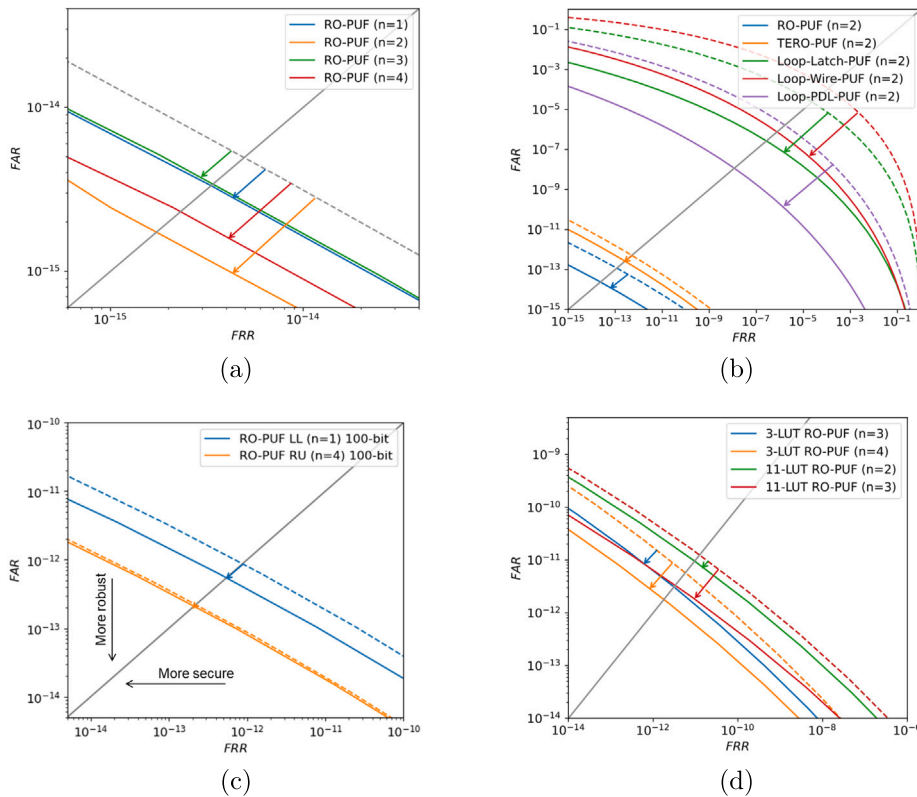 RO-PUF (n=1)
RO-PUF (n=2)
RO-PUF (n=3)
RO-PUF (n=4)
10⁻¹⁴
10⁻¹⁵
FAR
10⁻¹⁵
10⁻¹⁴
FRR
(a)
RO-PUF (n=2)
TERO-PUF (n=2)
Loop-Latch-PUF (n=2)
Loop-Wire-PUF (n=2)
Loop-PDL-PUF (n=2)
10⁻¹
10⁻³
10⁻⁵
10⁻⁷
10⁻⁹
10⁻¹¹
10⁻¹³
10⁻¹⁵
FAR
10⁻¹⁵
10⁻¹³
10⁻¹¹
10⁻⁹
10⁻⁷
10⁻⁵
10⁻³
10⁻¹
FRR
(b)
RO-PUF LL (n=1) 100-bit
RO-PUF RU (n=4) 100-bit
10⁻¹⁰
10⁻¹¹
10⁻¹²
10⁻¹³
10⁻¹⁴
FAR
More robust
More secure
10⁻¹⁴
10⁻¹³
10⁻¹²
10⁻¹¹
10⁻¹⁰
FRR
(c)
3-LUT RO-PUF (n=3)
3-LUT RO-PUF (n=4)
11-LUT RO-PUF (n=2)
11-LUT RO-PUF (n=3)
10⁻⁹
10⁻¹⁰
10⁻¹¹
10⁻¹²
10⁻¹³
10⁻¹⁴
FAR
10⁻¹⁴
10⁻¹²
10⁻¹⁰
10⁻⁸
10⁻⁶
FRR
(d)